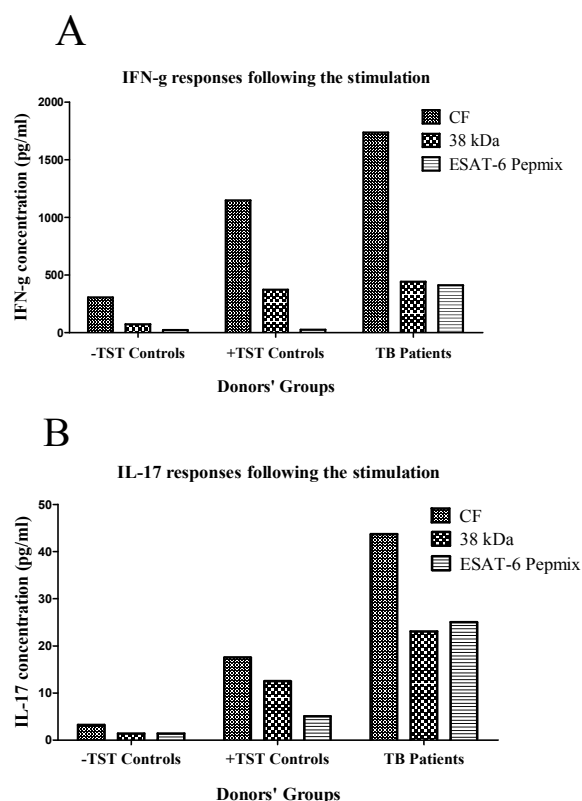 A
IFN-g responses following the stimulation
2000
1500
1000
500
0
IFN-g concentration (pg/ml)
CF
38 kDa
ESAT-6 Pepmix
-TST Controls +TST Controls TB Patients
Donors' Groups
B
IL-17 responses following the stimulation
50
40
30
20
10
0
IL-17 concentration (pg/ml)
CF
38 kDa
ESAT-6 Pepmix
-TST Controls +TST Controls TB Patients
Donors' Groups